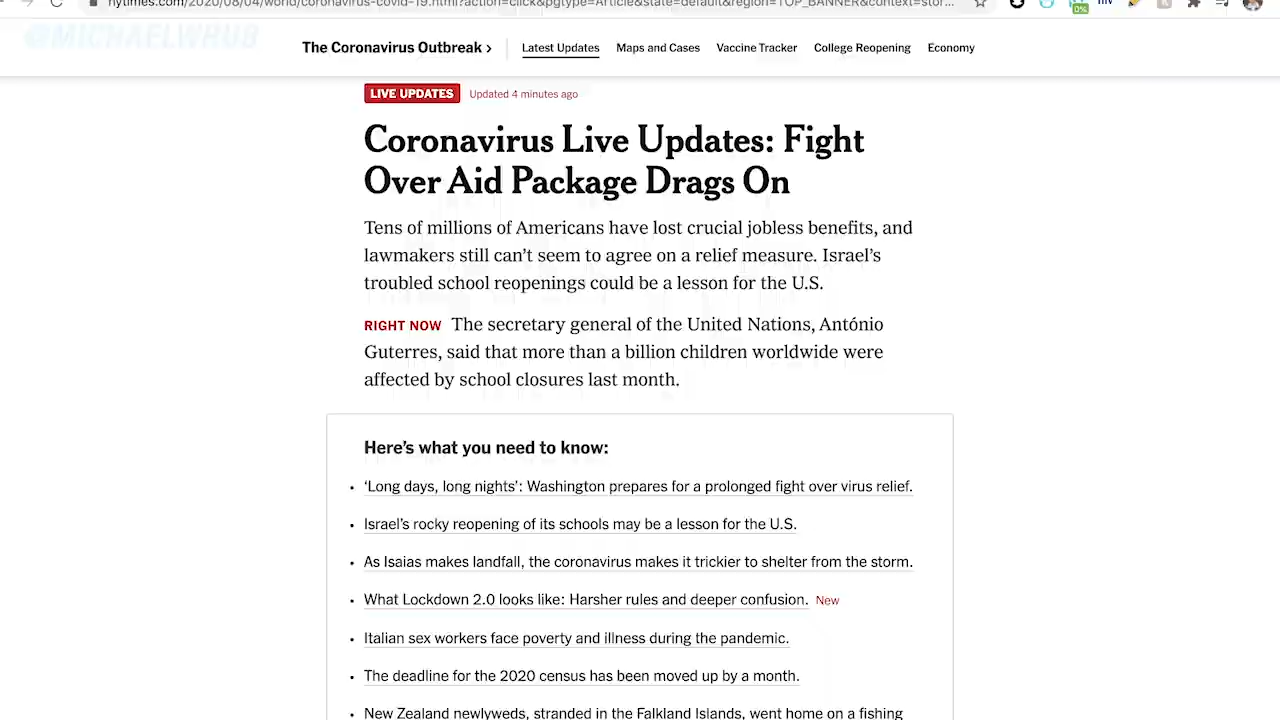 nytimes.com/2020/08/04/world/coronavirus-covid-19.html?action=click&pgtype=Article&state=default&region=TOP_BANNER&context=stor...
0%
@MICHAELWHUB
The Coronavirus Outbreak › Latest Updates Maps and Cases Vaccine Tracker College Reopening Economy
LIVE UPDATES Updated 4 minutes ago
Coronavirus Live Updates: Fight
Over Aid Package Drags On
Tens of millions of Americans have lost crucial jobless benefits, and
lawmakers still can't seem to agree on a relief measure. Israel's
troubled school reopenings could be a lesson for the U.S.
RIGHT NOW The secretary general of the United Nations, António
Guterres, said that more than a billion children worldwide were
affected by school closures last month.
Here's what you need to know:
• 'Long days, long nights': Washington prepares for a prolonged fight over virus relief.
• Israel's rocky reopening of its schools may be a lesson for the U.S.
• As Isaias makes landfall, the coronavirus makes it trickier to shelter from the storm.
• What Lockdown 2.0 looks like: Harsher rules and deeper confusion. New
• Italian sex workers face poverty and illness during the pandemic.
• The deadline for the 2020 census has been moved up by a month.
• New Zealand newlyweds, stranded in the Falkland Islands, went home on a fishing